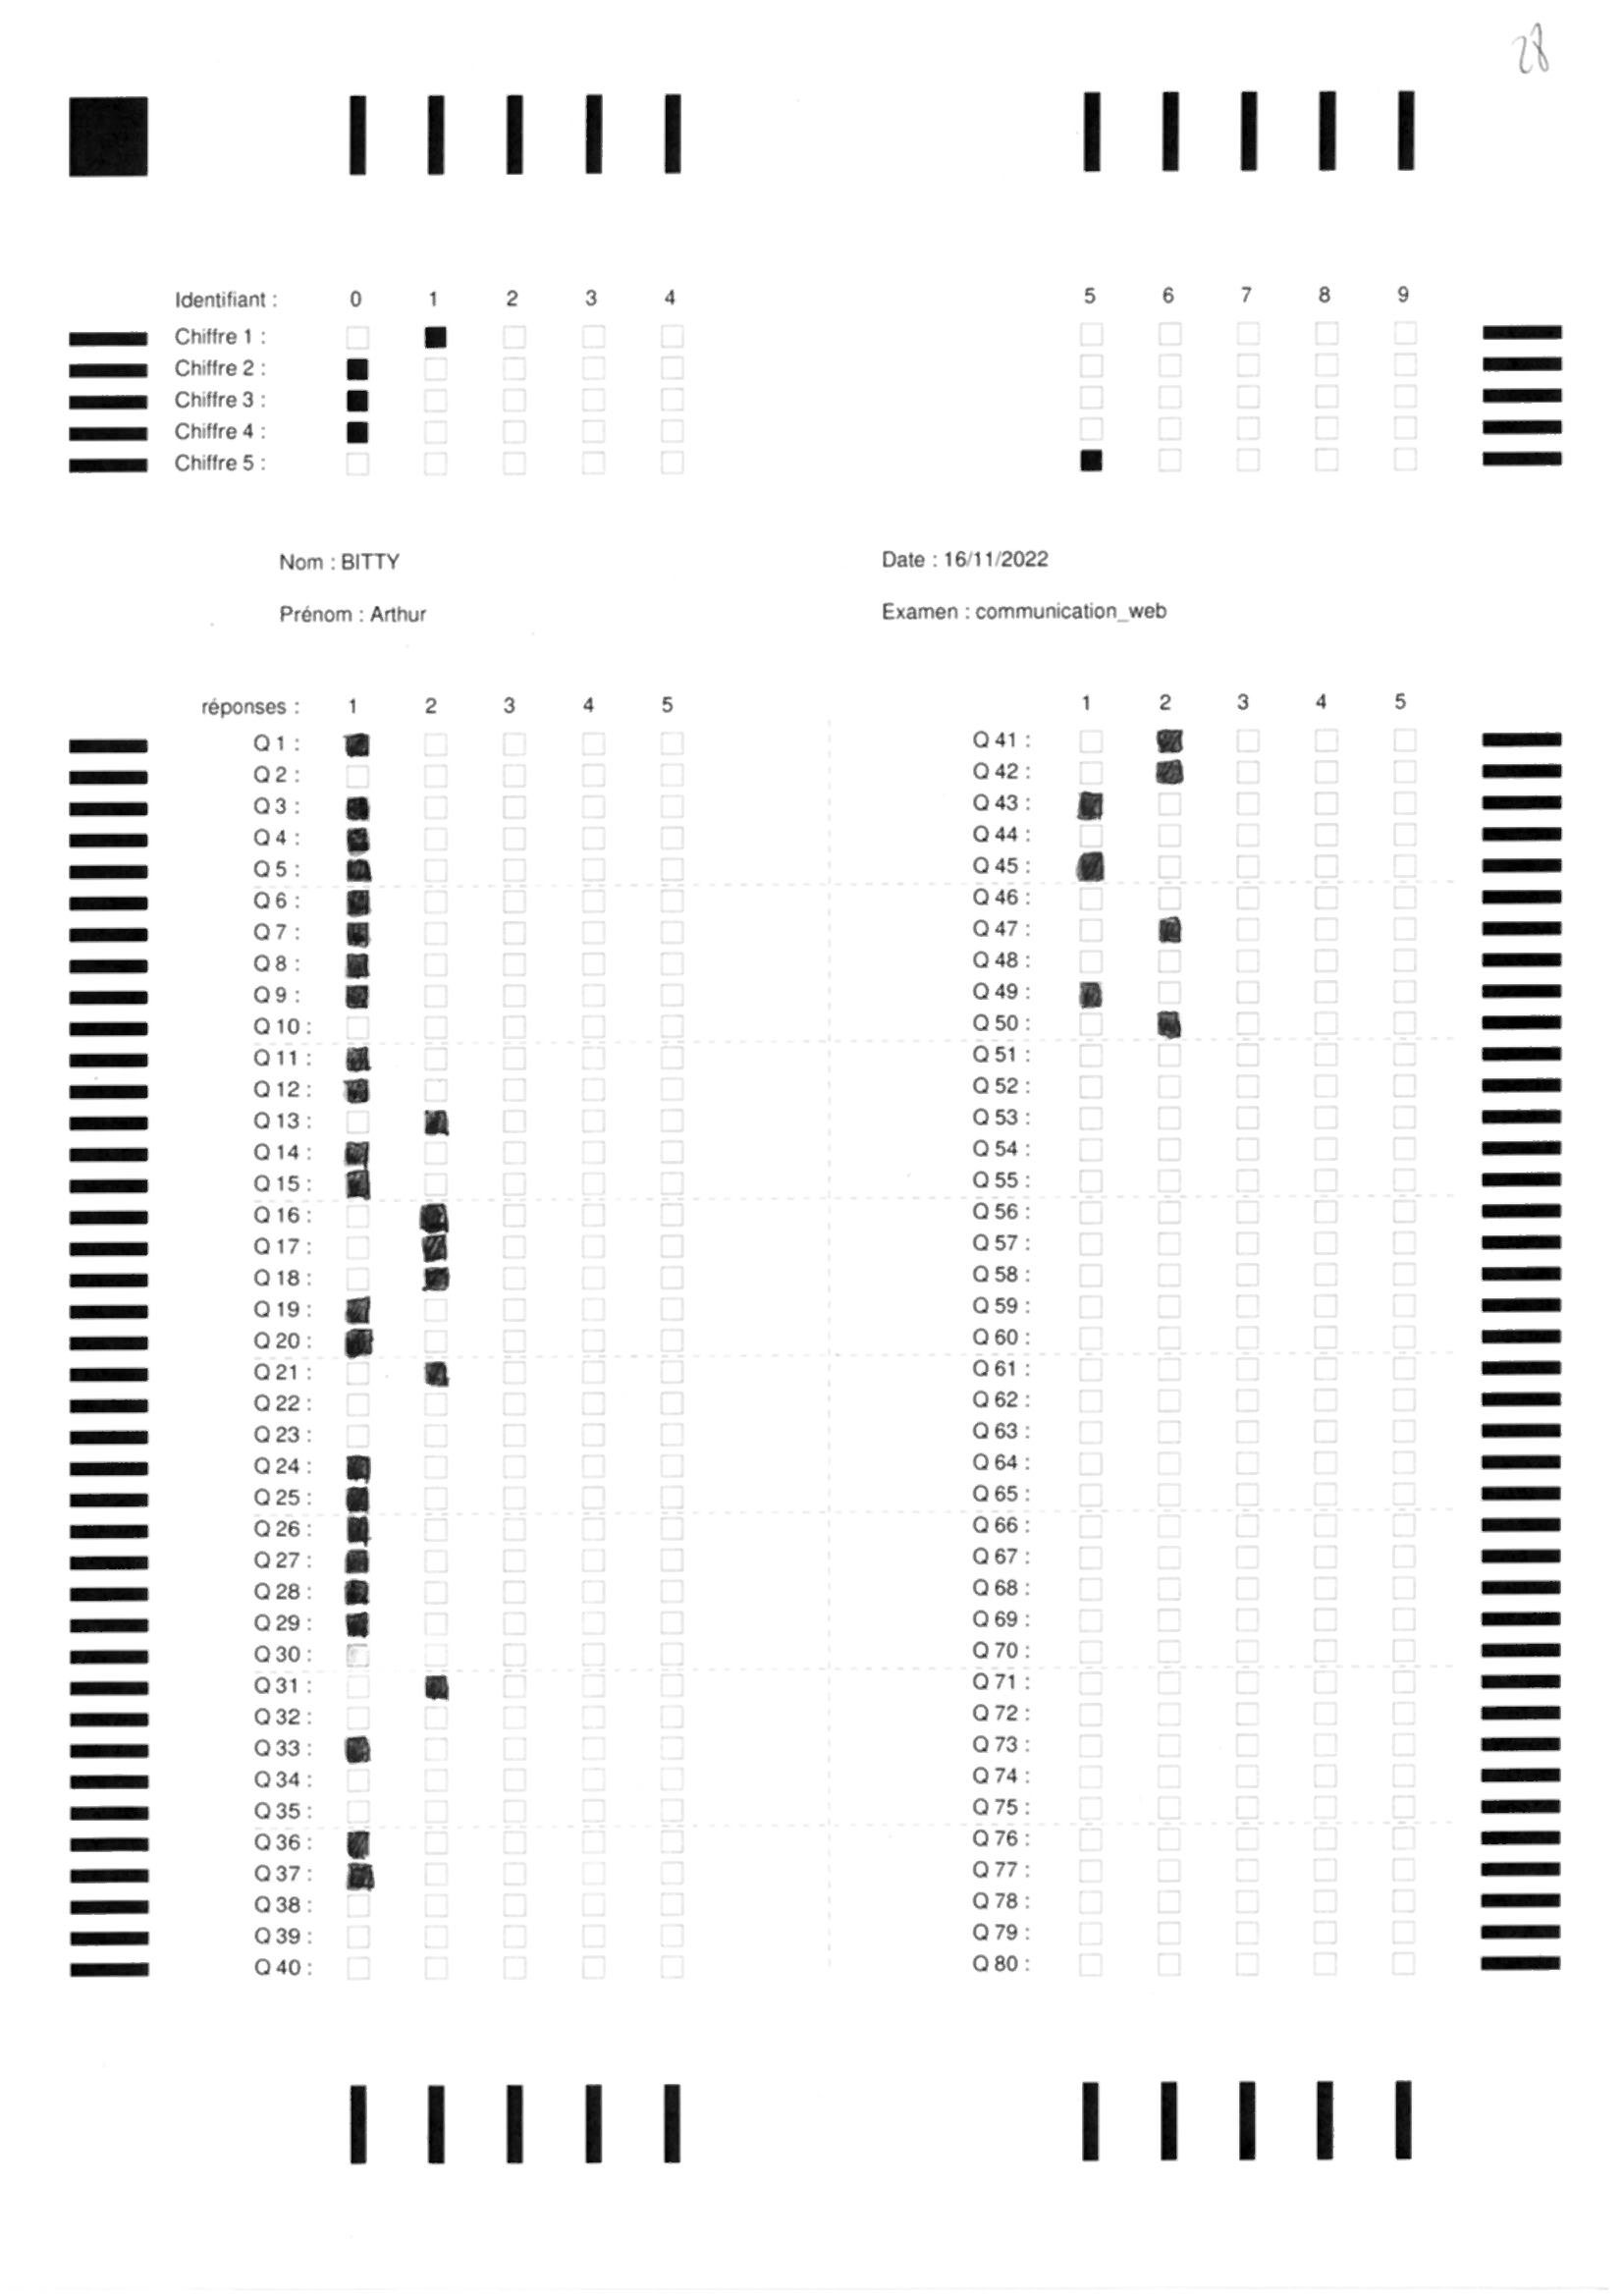 28
Identifiant : 0 1 2 3 4 5 6 7 8 9
Chiffre 1 :
Chiffre 2 :
Chiffre 3 :
Chiffre 4 :
Chiffre 5 :
Nom : BITTY
Date : 16/11/2022
Prénom : Arthur
Examen : communication_web
réponses : 1 2 3 4 5
Q 1 :
Q 2 :
Q 3 :
Q 4 :
Q 5 :
Q 6 :
Q 7 :
Q 8 :
Q 9 :
Q 10 :
Q 11 :
Q 12 :
Q 13 :
Q 14 :
Q 15 :
Q 16 :
Q 17 :
Q 18 :
Q 19 :
Q 20 :
Q 21 :
Q 22 :
Q 23 :
Q 24 :
Q 25 :
Q 26 :
Q 27 :
Q 28 :
Q 29 :
Q 30 :
Q 31 :
Q 32 :
Q 33 :
Q 34 :
Q 35 :
Q 36 :
Q 37 :
Q 38 :
Q 39 :
Q 40 :
1 2 3 4 5
Q 41 :
Q 42 :
Q 43 :
Q 44 :
Q 45 :
Q 46 :
Q 47 :
Q 48 :
Q 49 :
Q 50 :
Q 51 :
Q 52 :
Q 53 :
Q 54 :
Q 55 :
Q 56 :
Q 57 :
Q 58 :
Q 59 :
Q 60 :
Q 61 :
Q 62 :
Q 63 :
Q 64 :
Q 65 :
Q 66 :
Q 67 :
Q 68 :
Q 69 :
Q 70 :
Q 71 :
Q 72 :
Q 73 :
Q 74 :
Q 75 :
Q 76 :
Q 77 :
Q 78 :
Q 79 :
Q 80 :